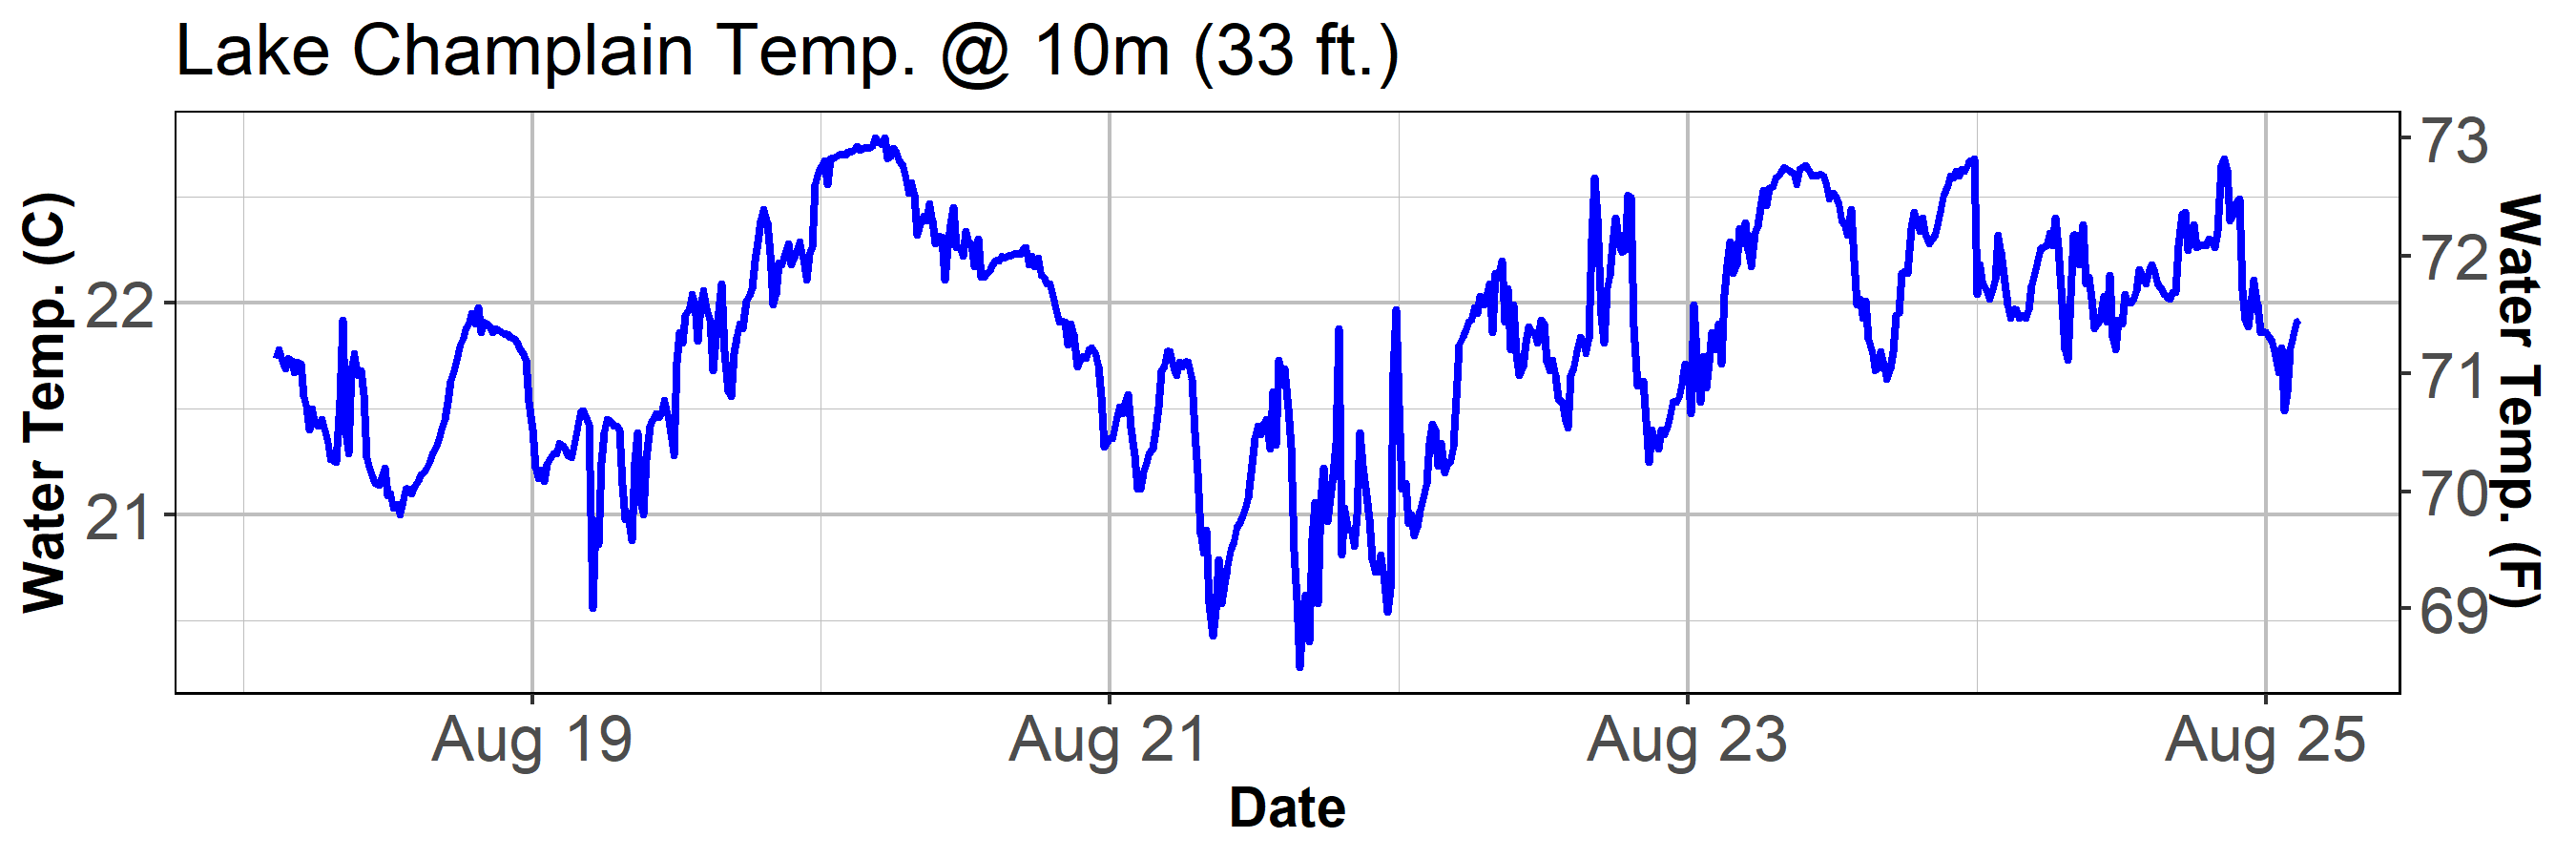 Lake Champlain Temp. @ 10m (33 ft.)
Water Temp. (C)
22
21
73
72
71
70
69
Water Temp. (F)
Aug 19
Aug 21
Aug 23
Aug 25
Date